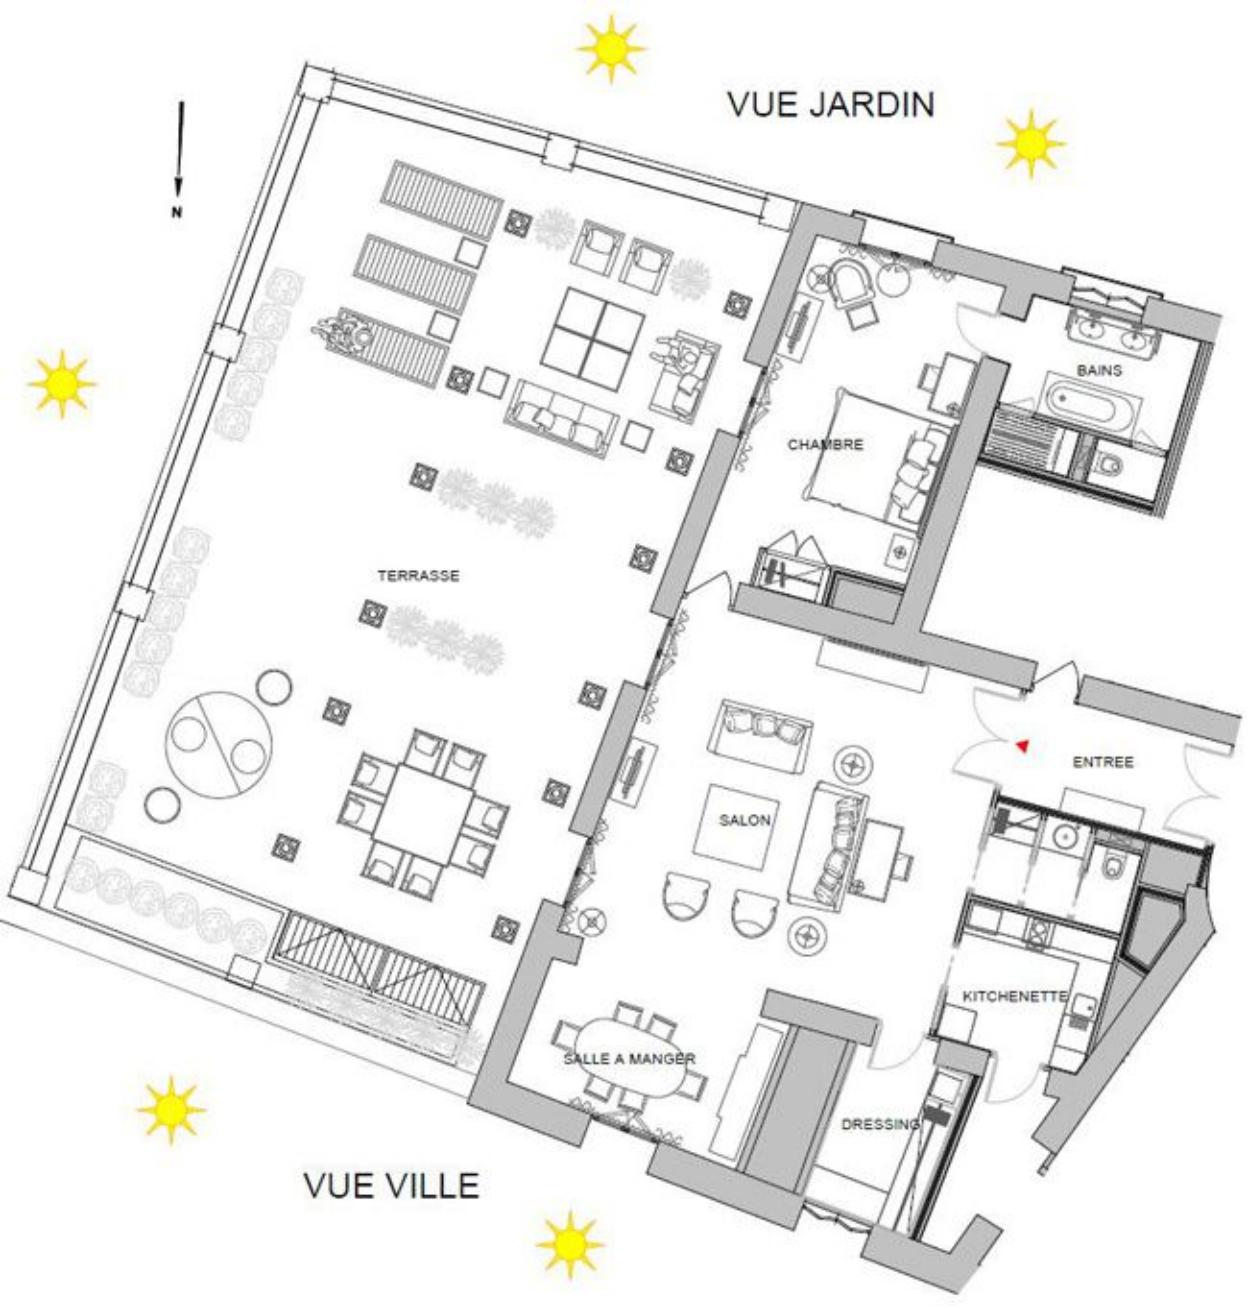 VUE JARDIN
N
BAINS
CHAMBRE
TERRASSE
ENTREE
SALON
KITCHENETTE
SALLE A MANGER
DRESSING
VUE VILLE